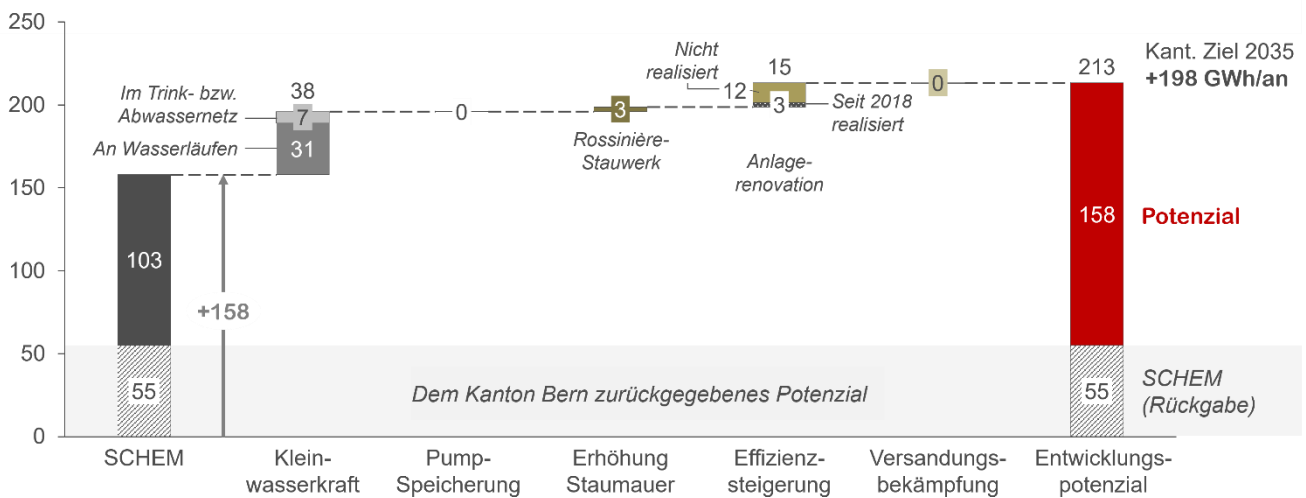 250
200
150
100
50
0
Im Trink- bzw.
Abwassernetz
An Wasserläufen
38
7
31
0
3
Rossinière-
Stauwerk
Nicht
realisiert
12
15
3
Seit 2018
realisiert
Anlage-
renovation
0
213
Kant. Ziel 2035
+198 GWh/an
103
+158
158
Potenzial
55
Dem Kanton Bern zurückgegebenes Potenzial
55
SCHEM
(Rückgabe)
SCHEM
Klein-
wasserkraft
Pump-
Speicherung
Erhöhung
Staumauer
Effizienz-
steigerung
Versandungs-
bekämpfung
Entwicklungs-
potenzial